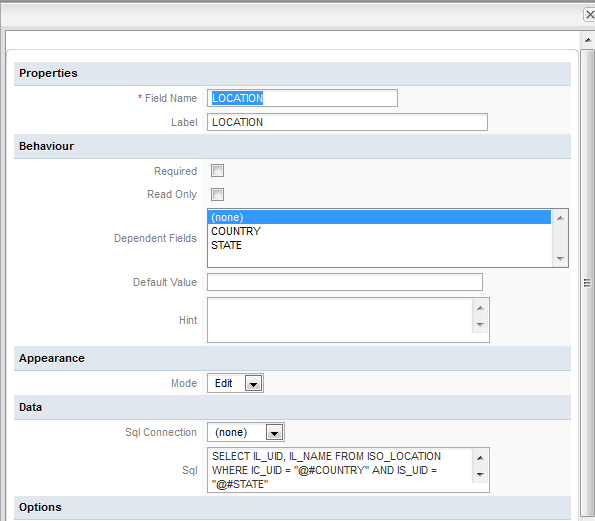 Properties
* Field Name LOCATION
Label LOCATION
Behaviour
Required
Read Only
Dependent Fields
(none)
COUNTRY
STATE
Default Value
Hint
Appearance
Mode Edit
Data
Sql Connection (none)
Sql
SELECT IL_UID, IL_NAME FROM ISO_LOCATION
WHERE IC_UID = "@#COUNTRY" AND IS_UID =
"@#STATE"
Options